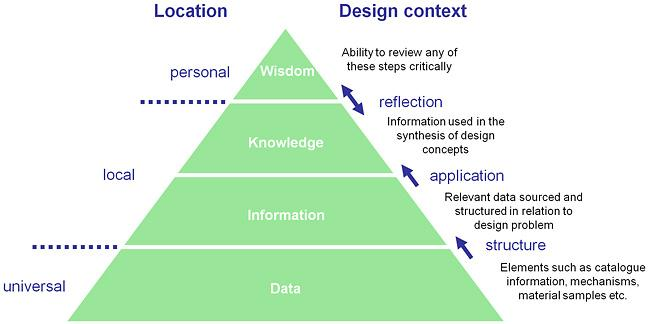 Location
Design context
Ability to review any of
these steps critically
personal
Wisdom
reflection
Information used in the
synthesis of design
concepts
Knowledge
local
application
Relevant data sourced and
structured in relation to
design problem
Information
structure
Elements such as catalogue
information, mechanisms,
material samples etc.
universal
Data